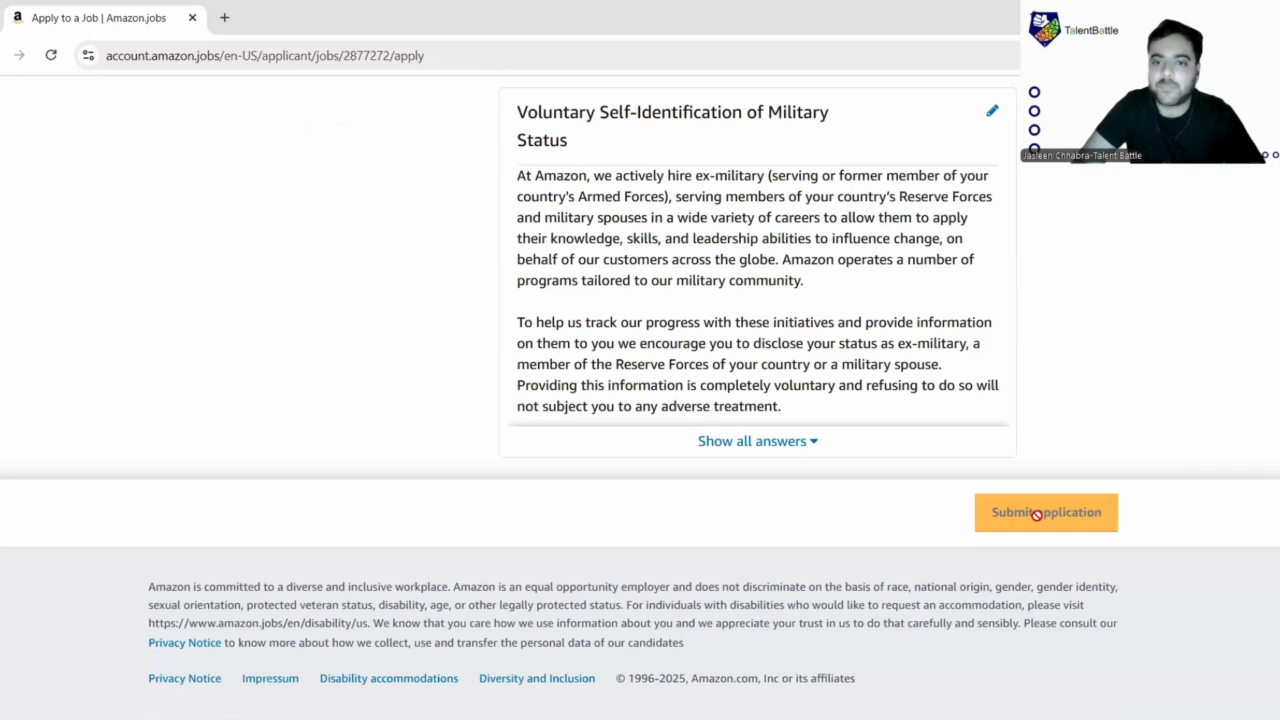 Apply to a Job | Amazon.jobs
account.amazon.jobs/en-US/applicant/jobs/2877272/apply
TalentBattle
Jasleen Chhabra-Talent Battle
Voluntary Self-Identification of Military
Status
At Amazon, we actively hire ex-military (serving or former member of your
country's Armed Forces), serving members of your country's Reserve Forces
and military spouses in a wide variety of careers to allow them to apply
their knowledge, skills, and leadership abilities to influence change, on
behalf of our customers across the globe. Amazon operates a number of
programs tailored to our military community.
To help us track our progress with these initiatives and provide information
on them to you we encourage you to disclose your status as ex-military, a
member of the Reserve Forces of your country or a military spouse.
Providing this information is completely voluntary and refusing to do so will
not subject you to any adverse treatment.
Show all answers
Submit application
Amazon is committed to a diverse and inclusive workplace. Amazon is an equal opportunity employer and does not discriminate on the basis of race, national origin, gender, gender identity,
sexual orientation, protected veteran status, disability, age, or other legally protected status. For individuals with disabilities who would like to request an accommodation, please visit
https://www.amazon.jobs/en/disability/us. We know that you care how we use information about you and we appreciate your trust in us to do that carefully and sensibly. Please consult our
Privacy Notice to know more about how we collect, use and transfer the personal data of our candidates
Privacy Notice Impressum Disability accommodations Diversity and Inclusion © 1996-2025, Amazon.com, Inc or its affiliates